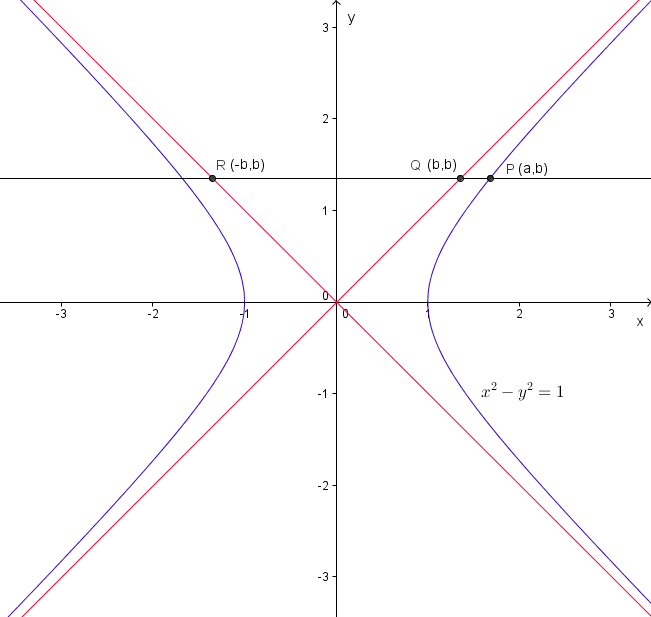 y
3
2
R (-b,b)
Q (b,b)
P (a,b)
1
0
-3
-2
-1
0
1
2
3
x
-1
x² − y² = 1
-2
-3